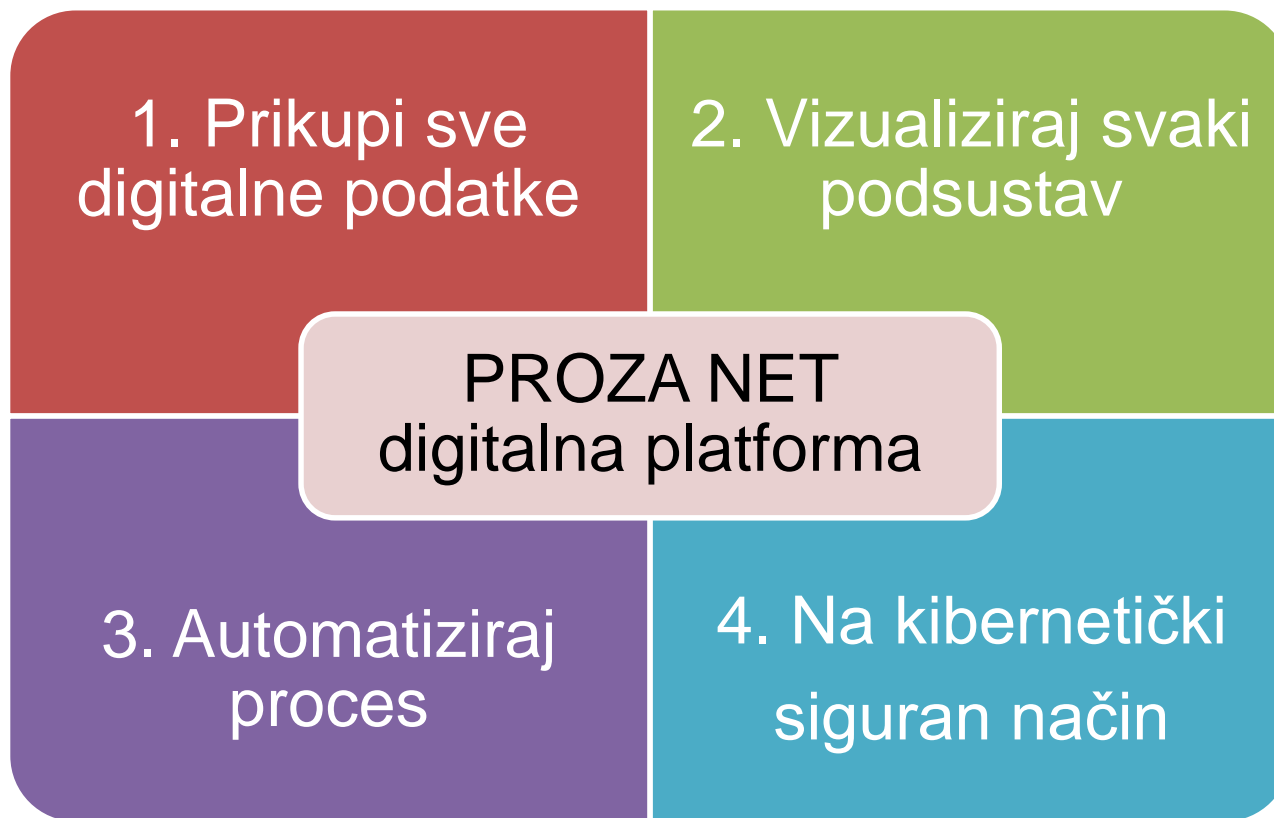 1. Prikupi sve
digitalne podatke
2. Vizualiziraj svaki
podsustav
PROZA NET
digitalna platforma
3. Automatiziraj
proces
4. Na kibernetički
siguran način